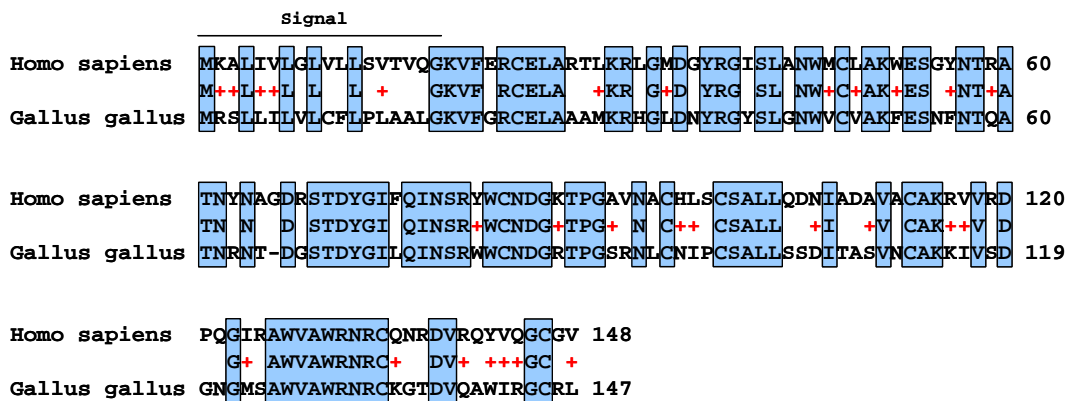 Signal
Homo sapiens MKALIVLGLVLLSVTVQGKVFERCELARTLKRLGMDGYRGISLANWMCLAKWESGYNTRA 60
M++L++L L  L +   GKVF RCELA  +KR G+D YRG SL NW+C+AK+ES +NT+A
Gallus gallus MRSLLILVLCFLPLAALGKVFGRCELAAAMKRHGLDNYRGYSLGNWVCVAKFESNFNTQA 60
Homo sapiens TNYNAGDRSTDYGIFQINSRYWCNDGKTPGAVNACHLSCSALLQDNIADAVACAKRVVRD 120
TN N  D STDYGI QINSR+WCNDG+TPG+ N C++ CSALL  +I  +V CAK++V D
Gallus gallus TNRNT-DGSTDYGILQINSRWWCNDGRTPGSRNLCNIPCSALLSSDITASVNCAKKIVSD 119
Homo sapiens PQGIRAWVAWRNRCQNRDVRQYVQGCGV 148
G+ AWVAWRNRC+  DV+ +++GC +
Gallus gallus GNGMSAWVAWRNRCKGTDVQAWIRGCRL 147